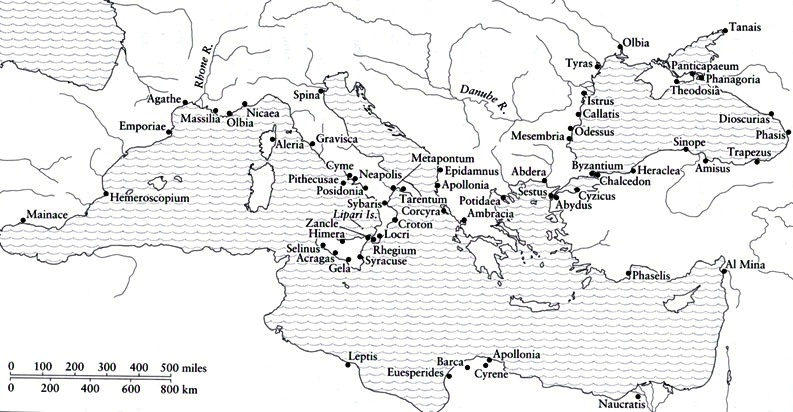 Tanais
Olbia
Tyras
Panticapaeum
Phanagoria
Theodosia
Rhone R.
Danube R.
Spina
Agathe
Massilia
Olbia
Nicaea
Emporiae
Istrus
Callatis
Dioscurias
Odessus
Mesembria
Phasis
Aleria
Gravisca
Sinope
Trapezus
Amisus
Metapontum
Cyme
Neapolis
Epidamnus
Abdera
Byzantium
Heraclea
Chalcedon
Pithecusae
Posidonia
Apollonia
Hemeroscopium
Sybaris
Tarentum
Potidaea
Sestus
Cyzicus
Abydus
Corcyra
Ambracia
Mainace
Lipari Is.
Zancle
Croton
Himera
Locri
Selinus
Rhegium
Acragas
Syracuse
Gela
Phaselis
Al Mina
Leptis
Barca
Apollonia
Euesperides
Cyrene
Naucratis
0 100 200 300 400 500 miles
0 200 400 600 800 km